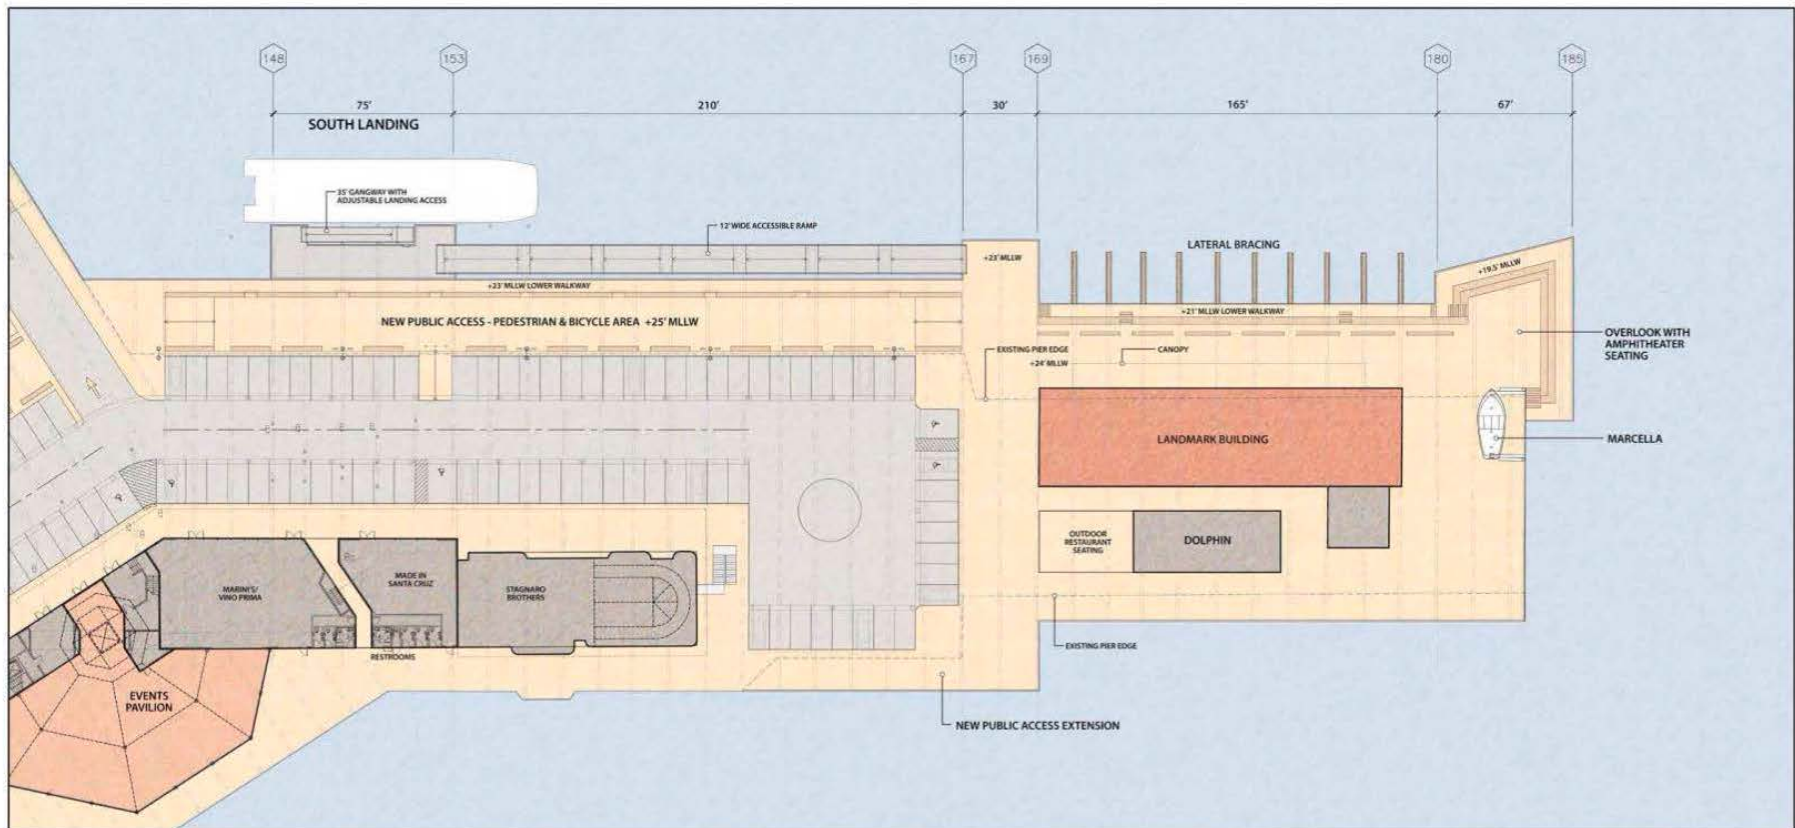 148
153
167
169
180
185
75'
210'
30'
165'
67'
SOUTH LANDING
35' GANGWAY WITH
ADJUSTABLE LANDING ACCESS
12' WIDE ACCESSIBLE RAMP
LATERAL BRACING
+23' MLLW
+19.5' MLLW
+23' MLLW LOWER WALKWAY
+21' MLLW LOWER WALKWAY
NEW PUBLIC ACCESS - PEDESTRIAN & BICYCLE AREA +25' MLLW
OVERLOOK WITH
AMPHITHEATER
SEATING
EXISTING PIER EDGE
CANOPY
+24' MLLW
LANDMARK BUILDING
MARCELLA
OUTDOOR
RESTAURANT
SEATING
DOLPHIN
MARINI'S/
VINO PRIMA
MADE IN
SANTA CRUZ
STAGNARO
BROTHERS
RESTROOMS
EXISTING PIER EDGE
EVENTS
PAVILION
NEW PUBLIC ACCESS EXTENSION